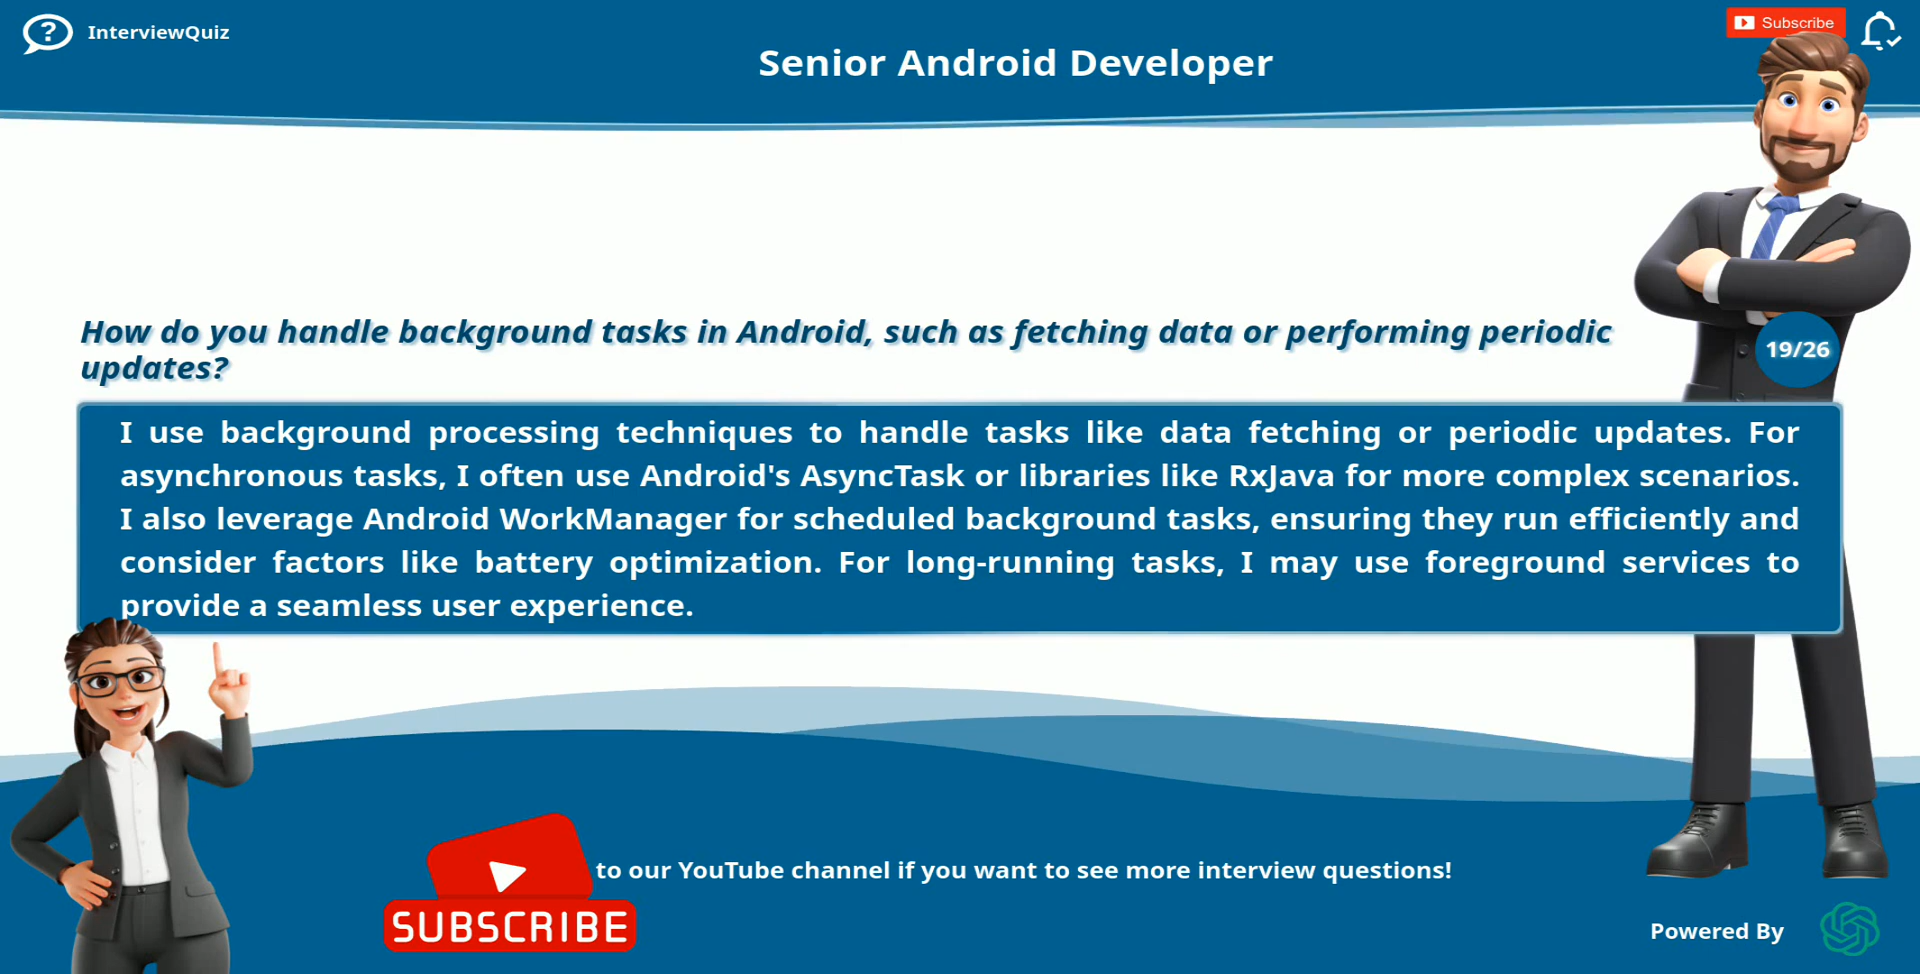 InterviewQuiz
Subscribe
Senior Android Developer
How do you handle background tasks in Android, such as fetching data or performing periodic
updates?
19/26
I use background processing techniques to handle tasks like data fetching or periodic updates. For
asynchronous tasks, I often use Android's AsyncTask or libraries like RxJava for more complex scenarios.
I also leverage Android WorkManager for scheduled background tasks, ensuring they run efficiently and
consider factors like battery optimization. For long-running tasks, I may use foreground services to
provide a seamless user experience.
to our YouTube channel if you want to see more interview questions!
SUBSCRIBE
Powered By